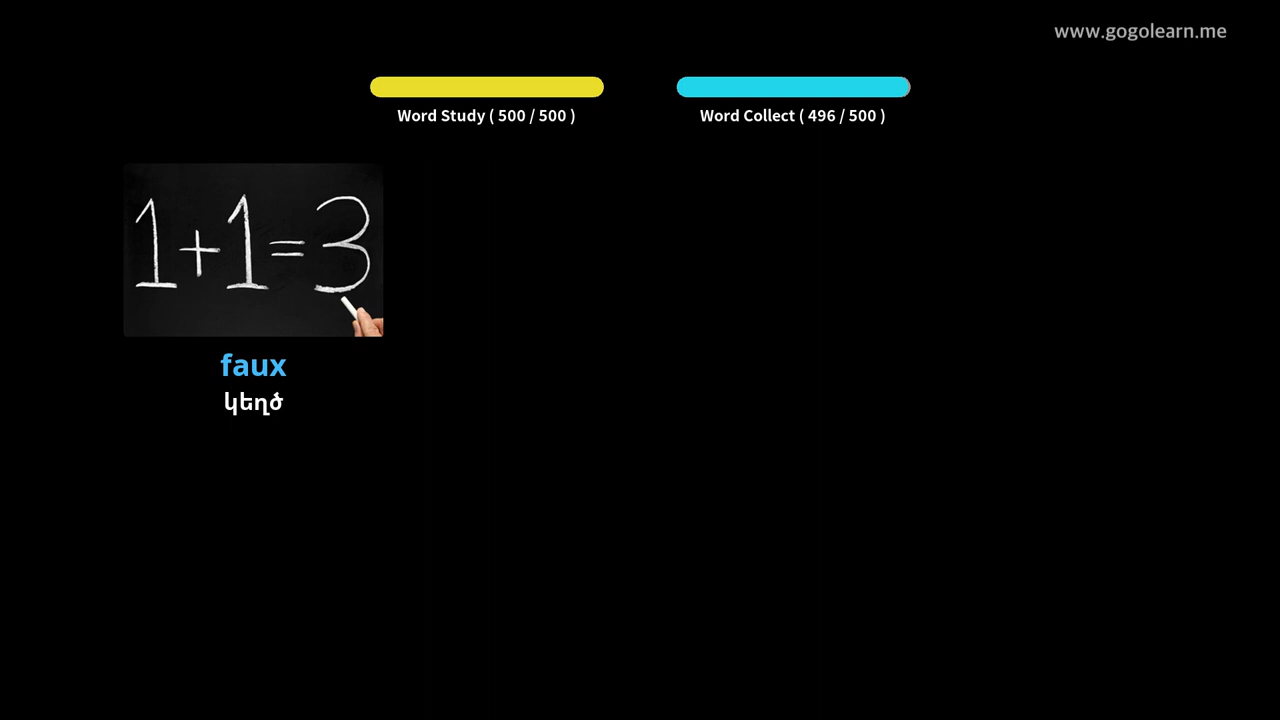 www.gogolearn.me
Word Study ( 500 / 500 )
Word Collect ( 496 / 500 )
1+1=3
faux
կեղծ